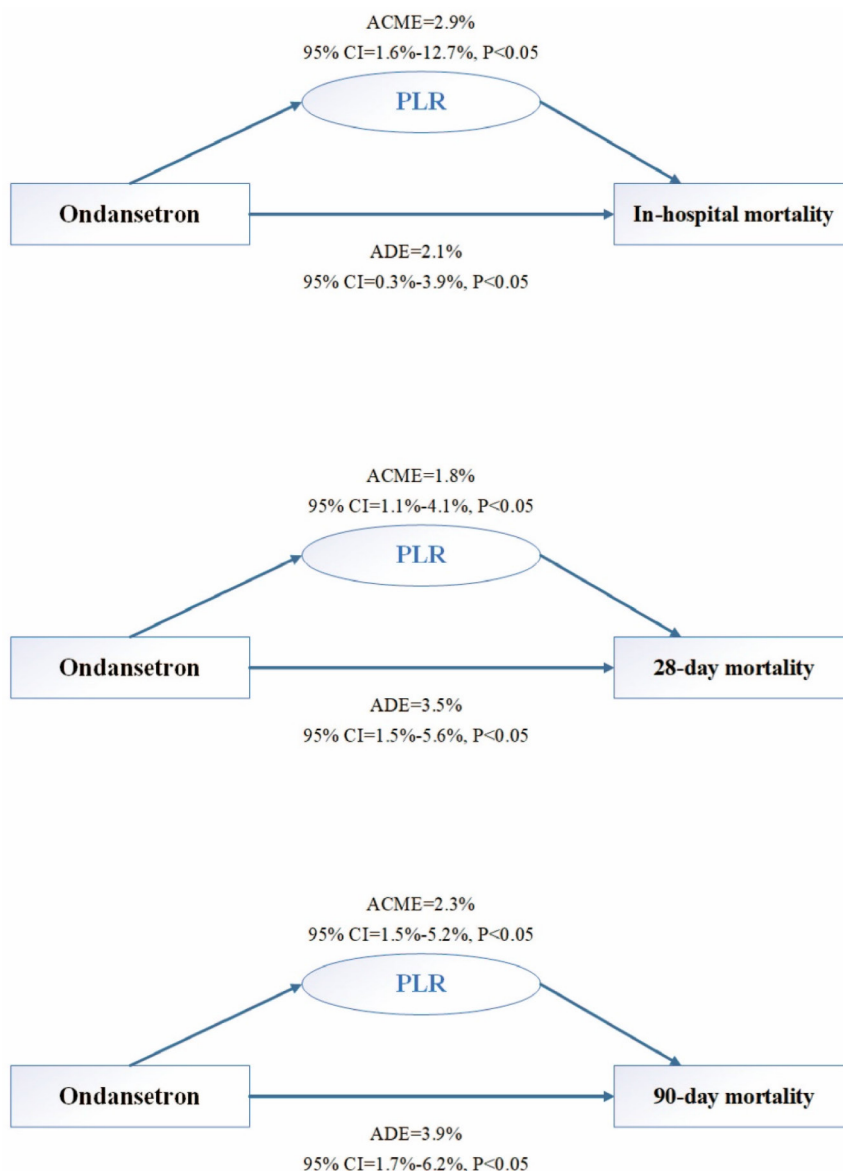 ACME=2.9%
95% CI=1.6%-12.7%, P<0.05
PLR
Ondansetron
In-hospital mortality
ADE=2.1%
95% CI=0.3%-3.9%, P<0.05
ACME=1.8%
95% CI=1.1%-4.1%, P<0.05
PLR
Ondansetron
28-day mortality
ADE=3.5%
95% CI=1.5%-5.6%, P<0.05
ACME=2.3%
95% CI=1.5%-5.2%, P<0.05
PLR
Ondansetron
90-day mortality
ADE=3.9%
95% CI=1.7%-6.2%, P<0.05